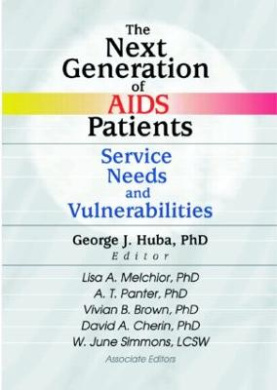 The
Next
Generation
of
AIDS
Patients
Service
Needs
and
Vulnerabilities
George J. Huba, PhD
Editor
Lisa A. Melchior, PhD
A. T. Panter, PhD
Vivian B. Brown, PhD
David A. Cherin, PhD
W. June Simmons, LCSW
Associate Editors